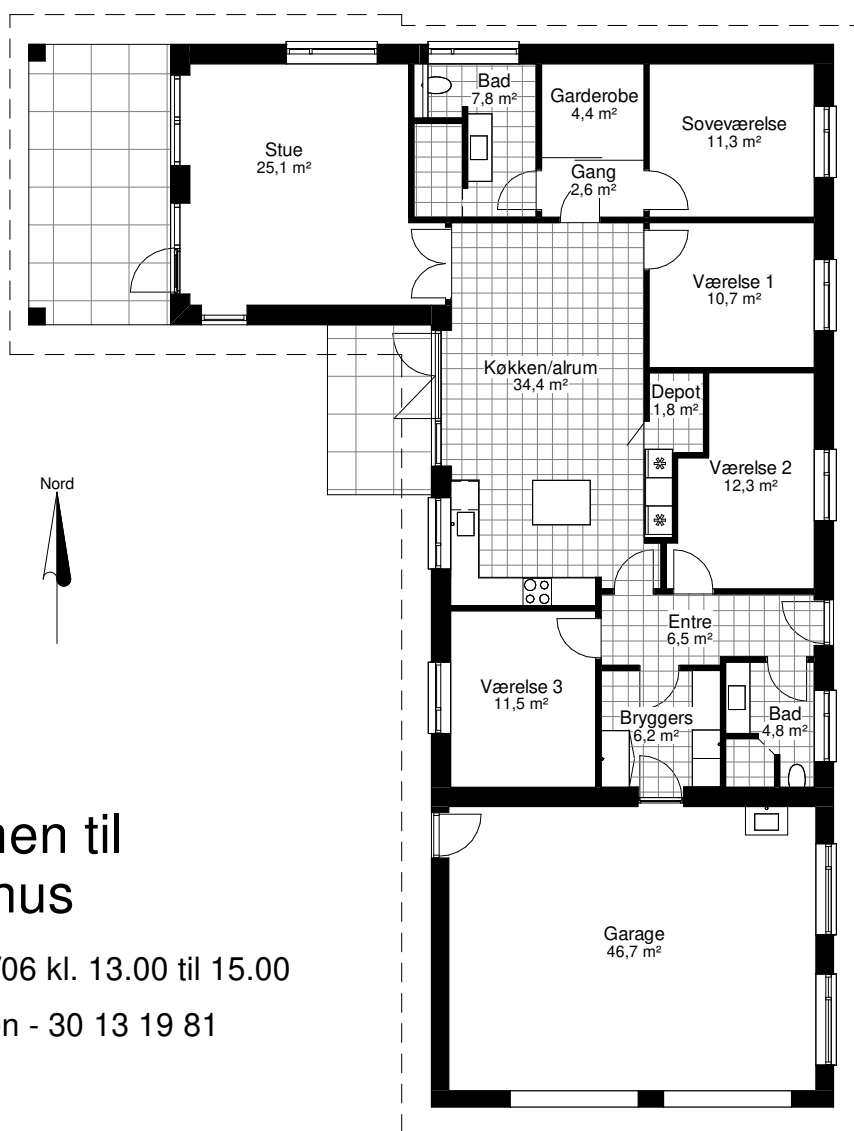 Bad
7,8 m²
Garderobe
4,4 m²
Soveværelse
11,3 m²
Stue
25,1 m²
Gang
2,6 m²
Værelse 1
10,7 m²
Køkken/alrum
34,4 m²
Depot
1,8 m²
Værelse 2
12,3 m²
Nord
Entre
6,5 m²
Værelse 3
11,5 m²
Bryggers
6,2 m²
Bad
4,8 m²
til
hus
/06 kl. 13.00 til 15.00
- 30 13 19 81
Garage
46,7 m²